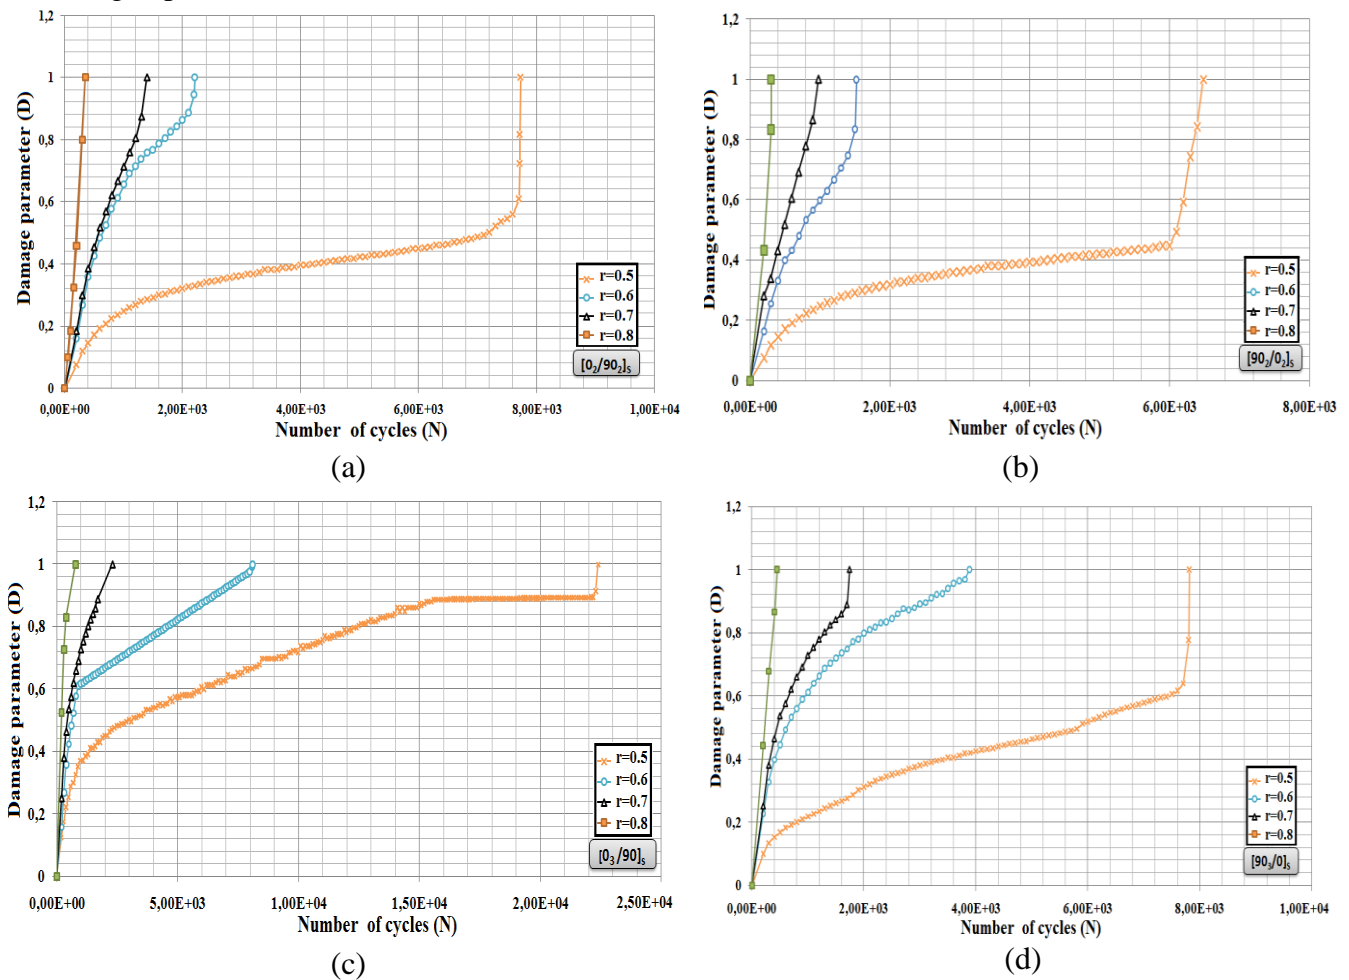 1,2
1
0,8
0,6
0,4
0,2
0
Damage parameter (D)
0,00E+00 2,00E+03 4,00E+03 6,00E+03 8,00E+03 1,00E+04
Number of cycles (N)
r=0.5
r=0.6
r=0.7
r=0.8
[0₂/90₂]s
(a)
1,2
1
0,8
0,6
0,4
0,2
0
Damage parameter (D)
0,00E+00 2,00E+03 4,00E+03 6,00E+03 8,00E+03
Number of cycles (N)
r=0.5
r=0.6
r=0.7
r=0.8
[90₂/0₂]s
(b)
1,2
1
0,8
0,6
0,4
0,2
0
Damage parameter (D)
0,00E+00 5,00E+03 1,00E+04 1,50E+04 2,00E+04 2,50E+04
Number of cycles (N)
r=0.5
r=0.6
r=0.7
r=0.8
[0₃/90]s
(c)
1,2
1
0,8
0,6
0,4
0,2
0
Damage parameter (D)
0,00E+00 2,00E+03 4,00E+03 6,00E+03 8,00E+03 1,00E+04
Number of cycles (N)
r=0.5
r=0.6
r=0.7
r=0.8
[90₃/0]s
(d)